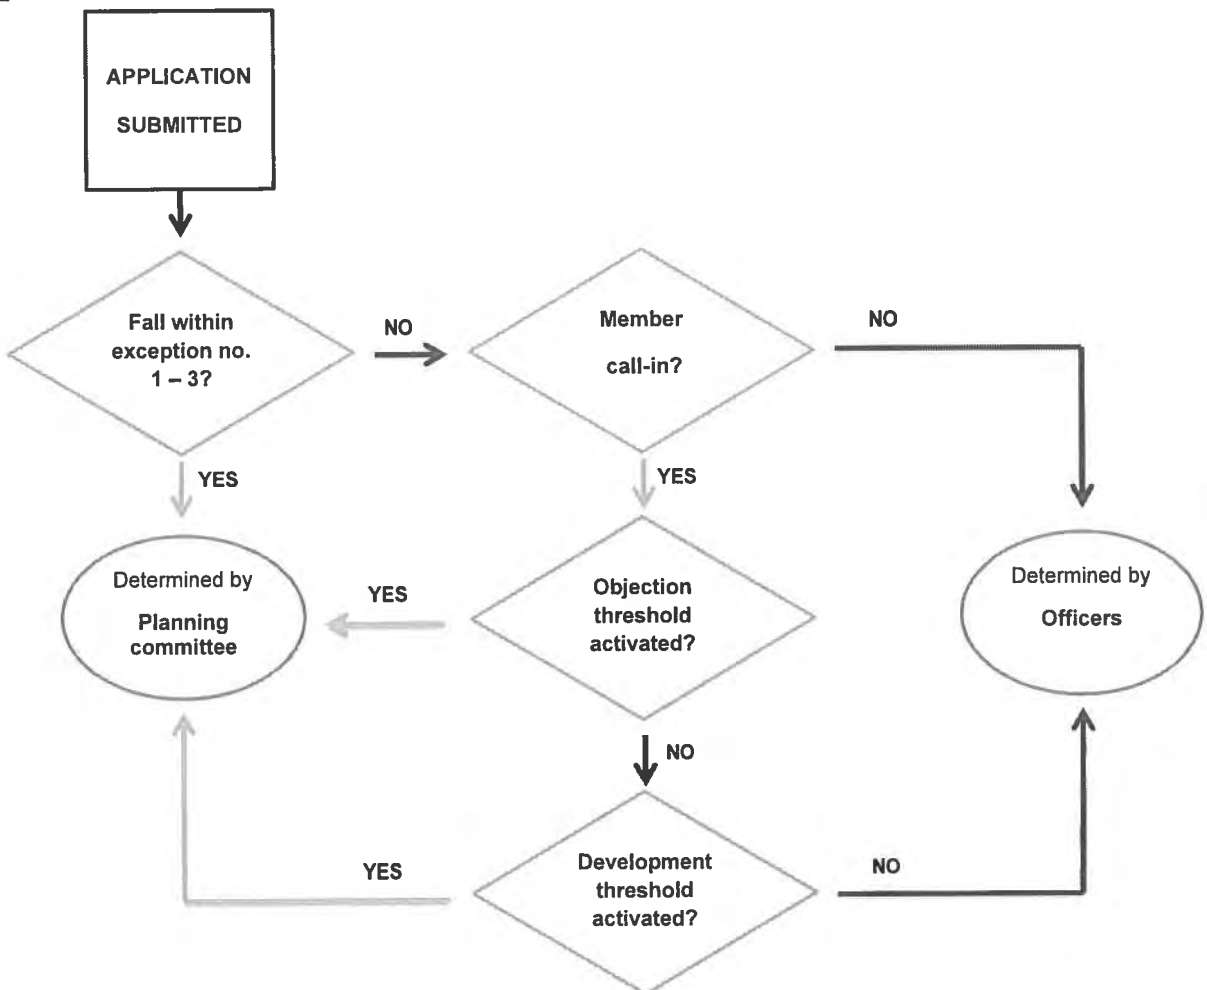 APPLICATION
SUBMITTED
Fall within
exception no.
1 – 3?
NO
Member
call-in?
NO
YES
YES
Determined by
Planning
committee
YES
Objection
threshold
activated?
Determined by
Officers
NO
YES
Development
threshold
activated?
NO